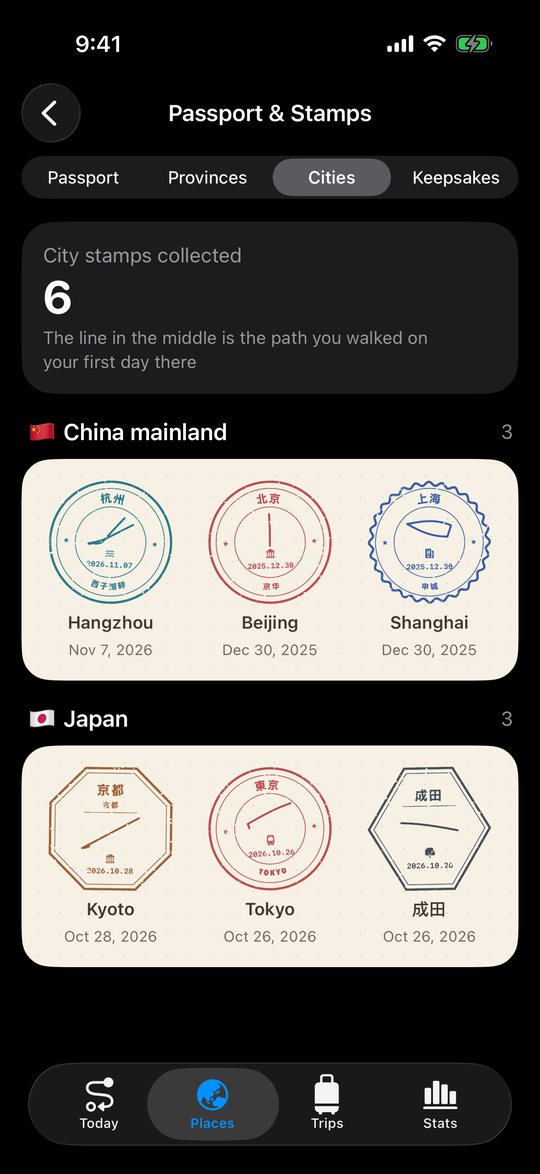 9:41
Passport & Stamps
Passport
Provinces
Cities
Keepsakes
City stamps collected
6
The line in the middle is the path you walked on
your first day there
China mainland
3
杭州
2026.11.07
西子湖畔
北京
2025.12.30
京华
上海
2025.12.30
申城
Hangzhou
Beijing
Shanghai
Nov 7, 2026
Dec 30, 2025
Dec 30, 2025
Japan
3
京都
古都
2026.10.28
東京
2026.10.26
TOKYO
成田
2026.10.26
Kyoto
Tokyo
成田
Oct 28, 2026
Oct 26, 2026
Oct 26, 2026
Today
Places
Trips
Stats